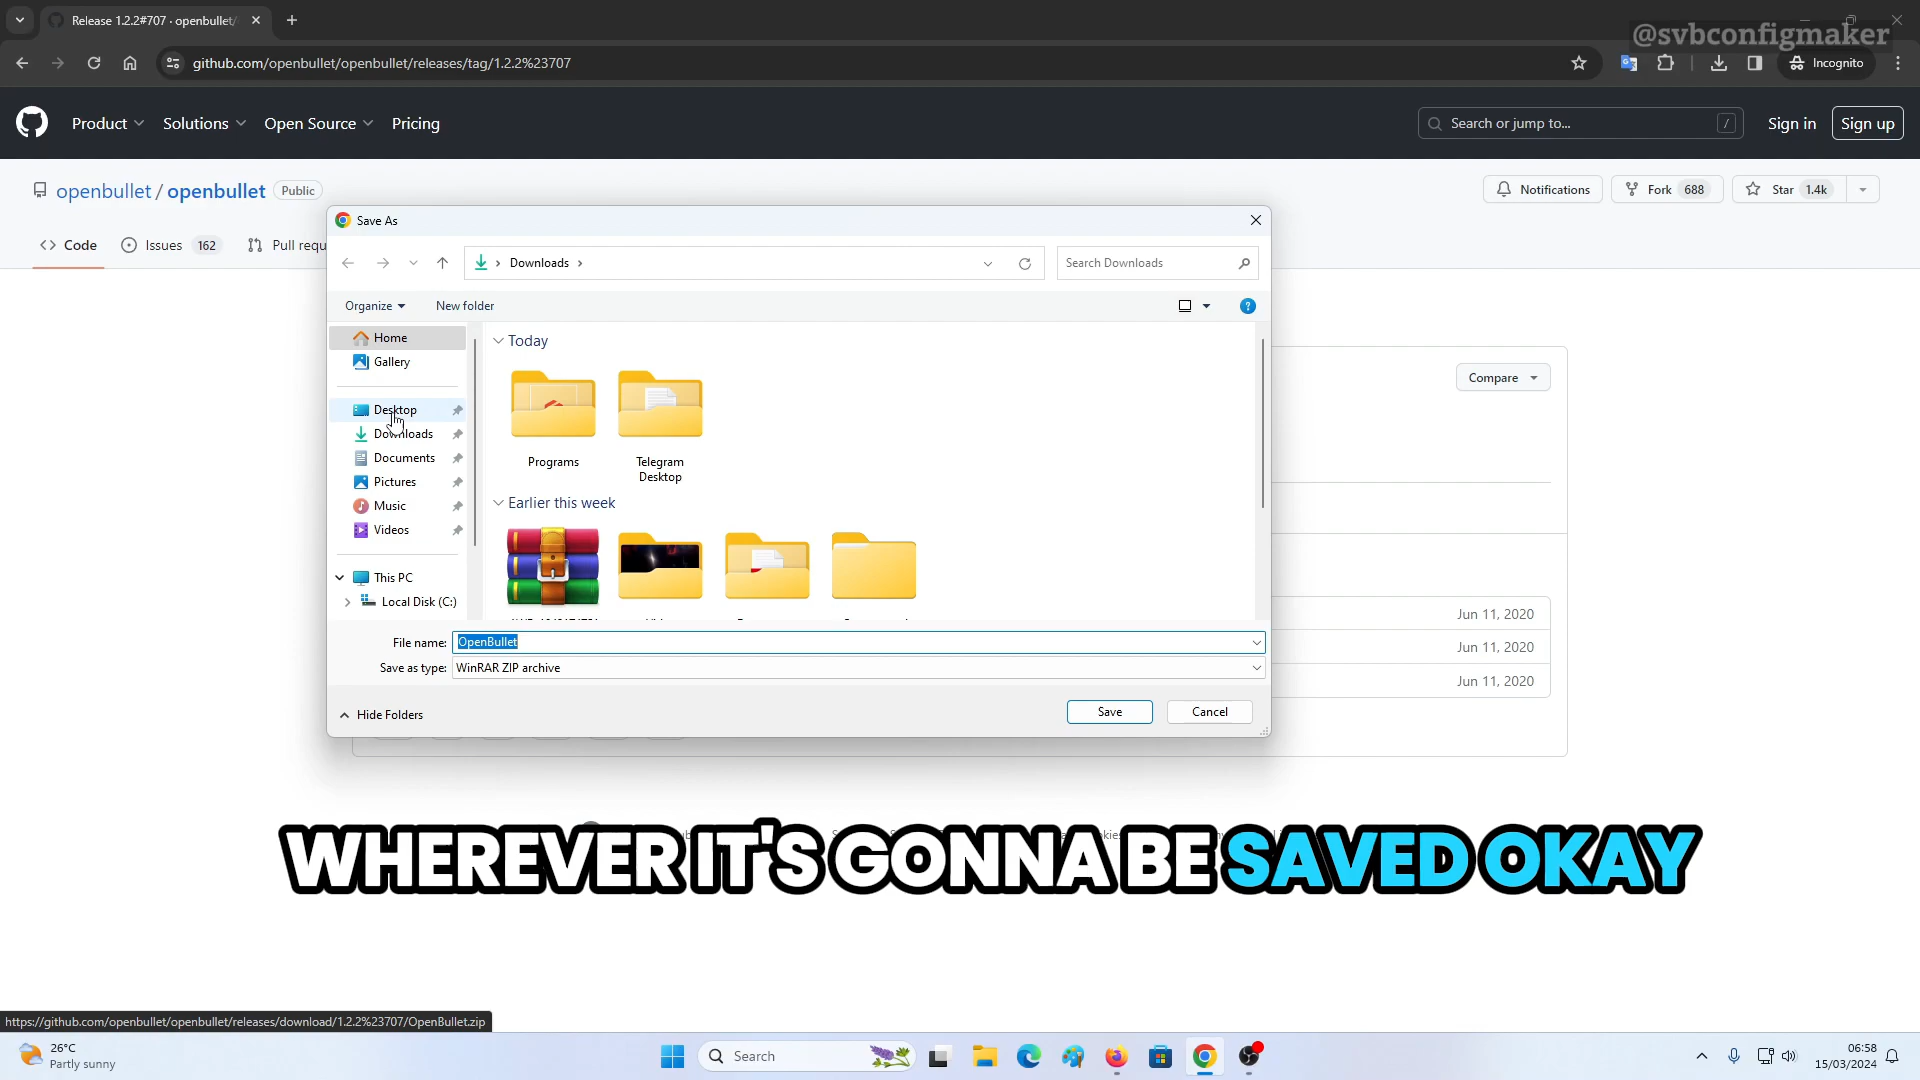 Release 1.2.2#707 · openbullet/
@svbconfigmaker
github.com/openbullet/openbullet/releases/tag/1.2.2%23707
Incognito
Product
Solutions
Open Source
Pricing
Search or jump to...
/
Sign in
Sign up
openbullet / openbullet
Public
Notifications
Fork 688
Star 1.4k
Code
Issues 162
Pull requ
Save As
Downloads
Search Downloads
Organize
New folder
Home
Gallery
Desktop
Downloads
Documents
Pictures
Music
Videos
This PC
Local Disk (C:)
Today
Programs
Telegram
Desktop
Earlier this week
File name: OpenBullet
Save as type: WinRAR ZIP archive
Hide Folders
Save
Cancel
Compare
Jun 11, 2020
Jun 11, 2020
Jun 11, 2020
WHEREVER IT'S GONNA BE SAVED OKAY
https://github.com/openbullet/openbullet/releases/download/1.2.2%23707/OpenBullet.zip
26°C
Partly sunny
Search
06:58
15/03/2024